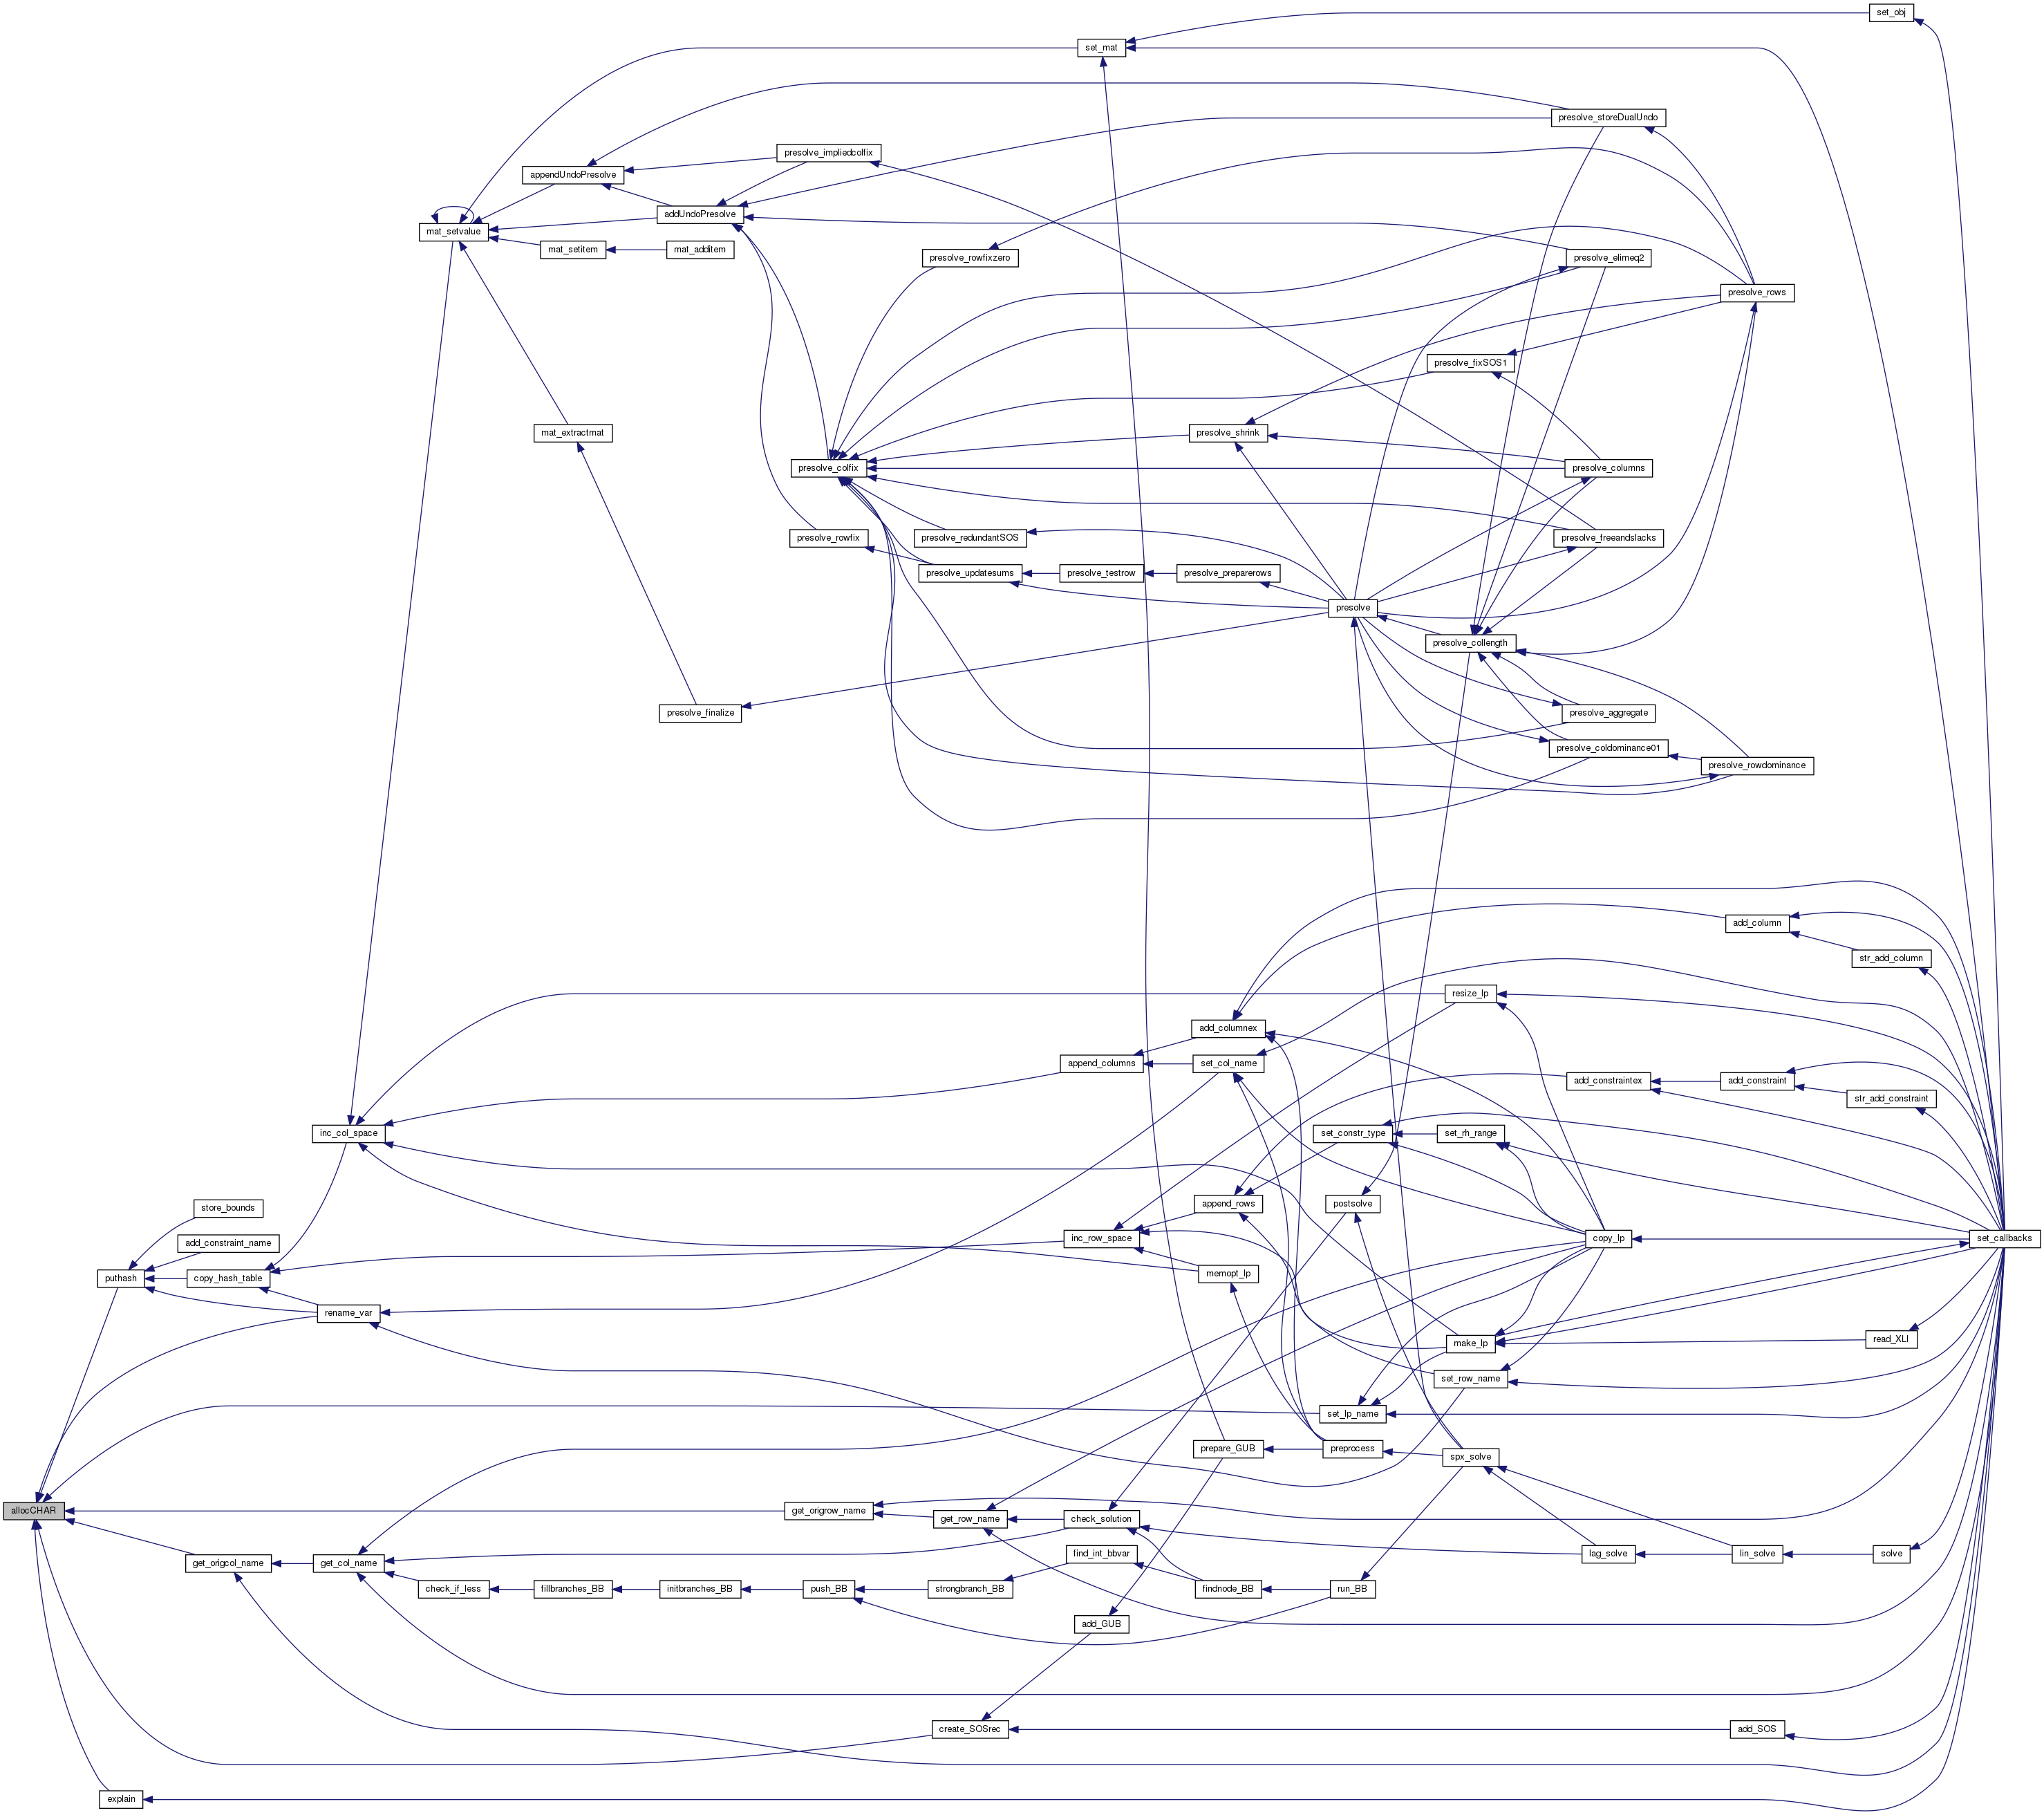 set_obj
set_mat
presolve_storeDualUndo
presolve_impliedcolfix
appendUndoPresolve
addUndoPresolve
mat_setvalue
mat_setitem
mat_additem
presolve_rowfixzero
presolve_elimeq2
presolve_rows
presolve_fixSOS1
mat_extractmat
presolve_shrink
presolve_colfix
presolve_columns
presolve_rowfix
presolve_redundantSOS
presolve_freeandslacks
presolve_updatesums
presolve_testrow
presolve_preparerows
presolve
presolve_collength
presolve_finalize
presolve_aggregate
presolve_coldominance01
presolve_rowdominance
add_column
str_add_column
resize_lp
add_columnex
append_columns
set_col_name
add_constraintex
add_constraint
str_add_constraint
inc_col_space
set_constr_type
set_rh_range
store_bounds
append_rows
postsolve
add_constraint_name
inc_row_space
copy_lp
set_callbacks
puthash
copy_hash_table
memopt_lp
rename_var
make_lp
read_XLI
set_row_name
set_lp_name
prepare_GUB
preprocess
spx_solve
allocCHAR
get_origrow_name
get_row_name
check_solution
get_origcol_name
get_col_name
find_int_bbvar
lag_solve
lin_solve
solve
check_if_less
fillbranches_BB
initbranches_BB
push_BB
strongbranch_BB
findnode_BB
run_BB
add_GUB
create_SOSrec
add_SOS
explain